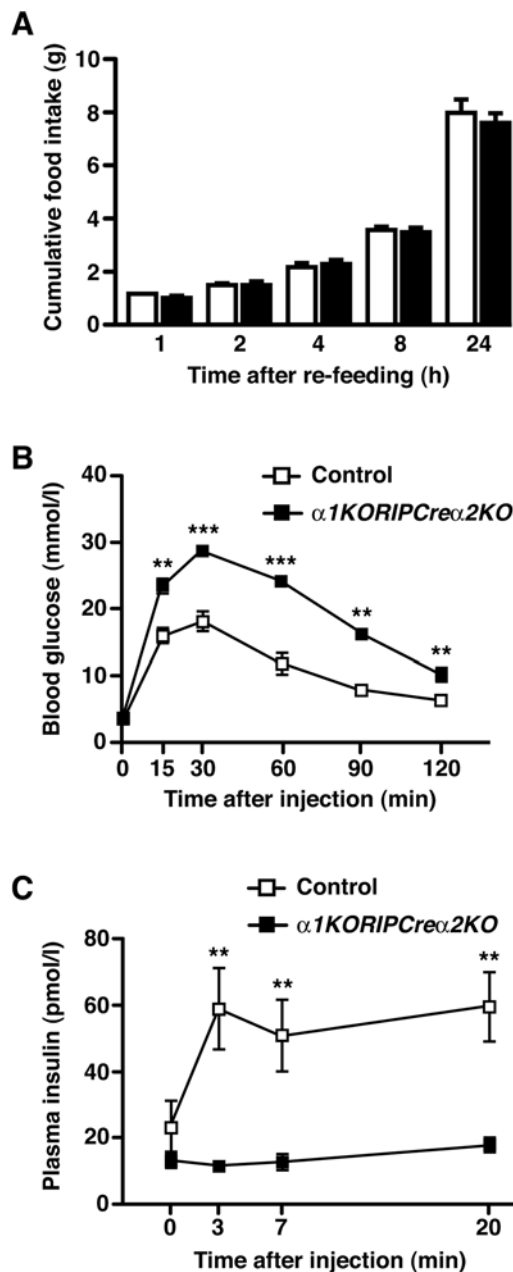 A
Cumulative food intake (g)
10
8
6
4
2
0
1 2 4 8 24
Time after re-feeding (h)
B
Control
α1KORIPCreα2KO
Blood glucose (mmol/l)
40
30
20
10
0
** *** *** ** **
0 15 30 60 90 120
Time after injection (min)
C
Control
α1KORIPCreα2KO
Plasma insulin (pmol/l)
80
60
40
20
0
** ** **
0 3 7 20
Time after injection (min)